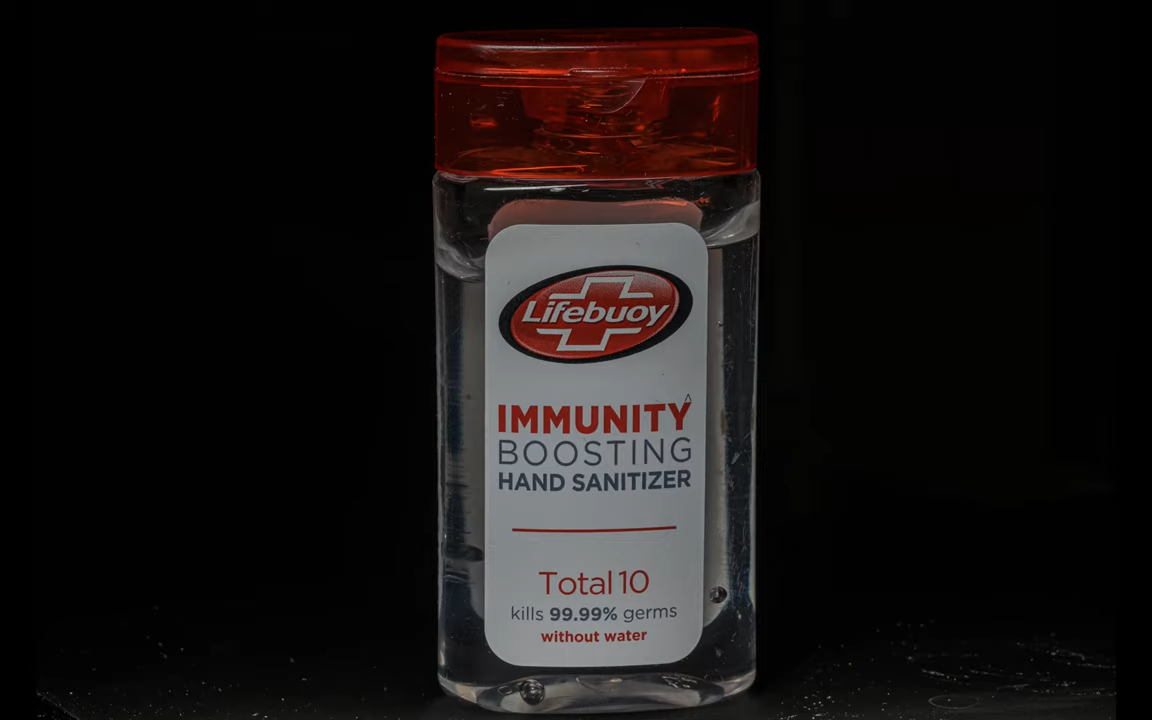 Lifebuoy
IMMUNITY^
BOOSTING
HAND SANITIZER
Total 10
kills 99.99% germs
without water